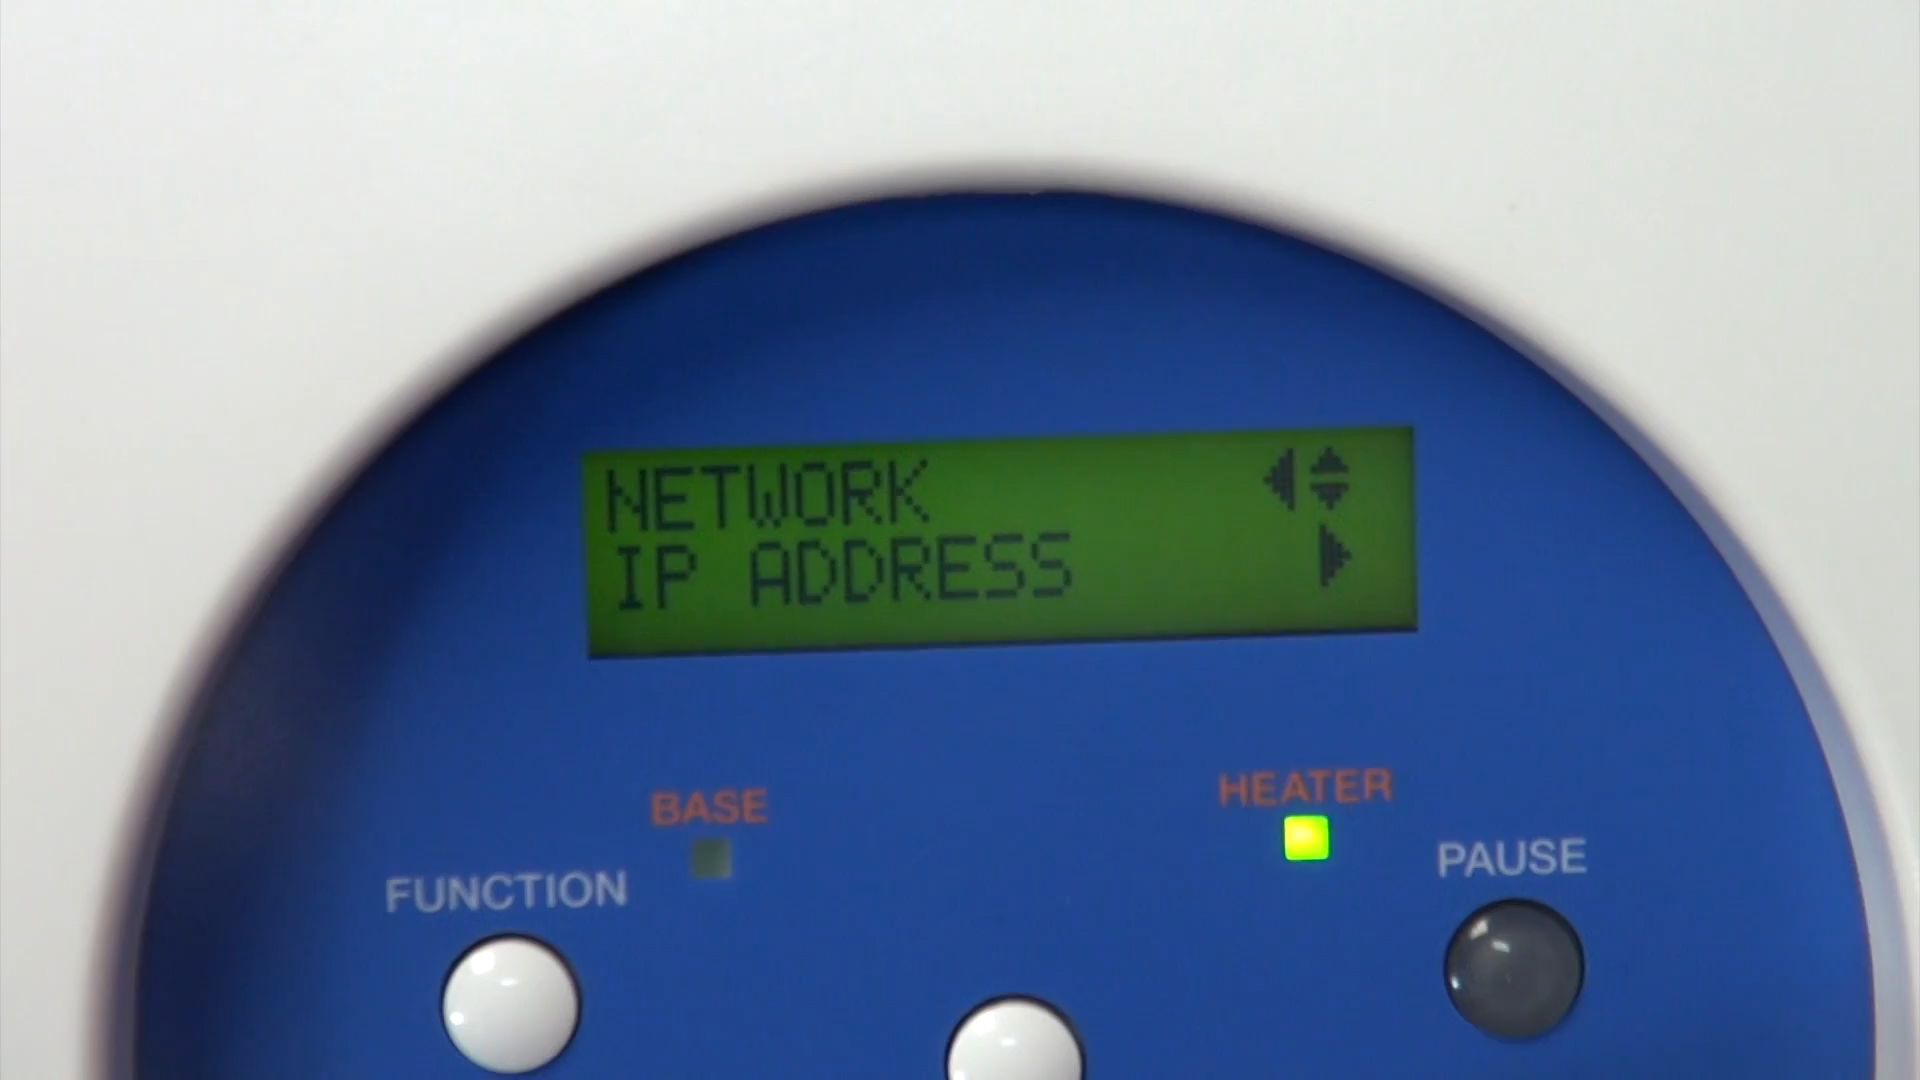 NETWORK
IP ADDRESS
BASE
HEATER
FUNCTION
PAUSE